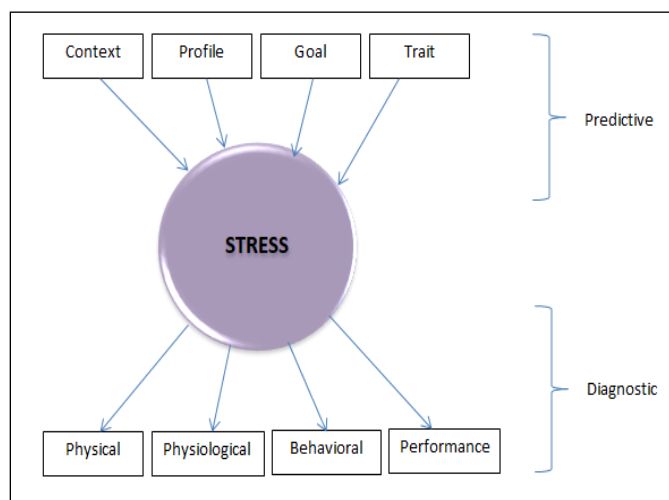 Context
Profile
Goal
Trait
Predictive
STRESS
Diagnostic
Physical
Physiological
Behavioral
Performance